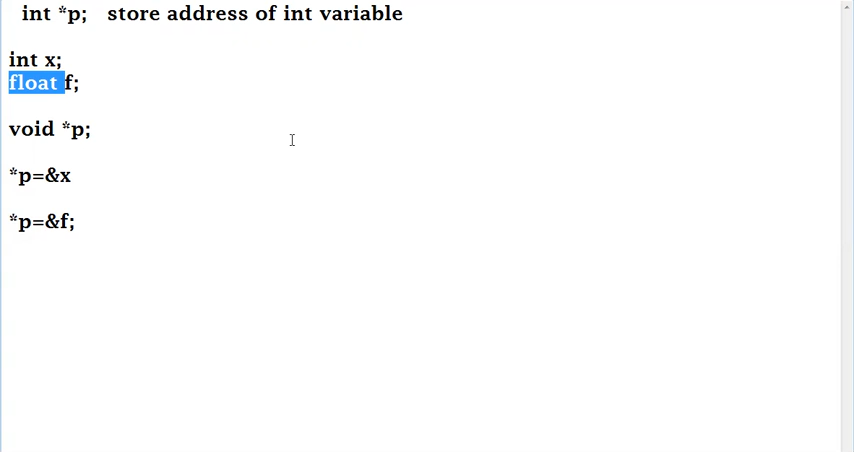 int *p; store address of int variable
int x;
float f;
void *p;
*p=&x
*p=&f;